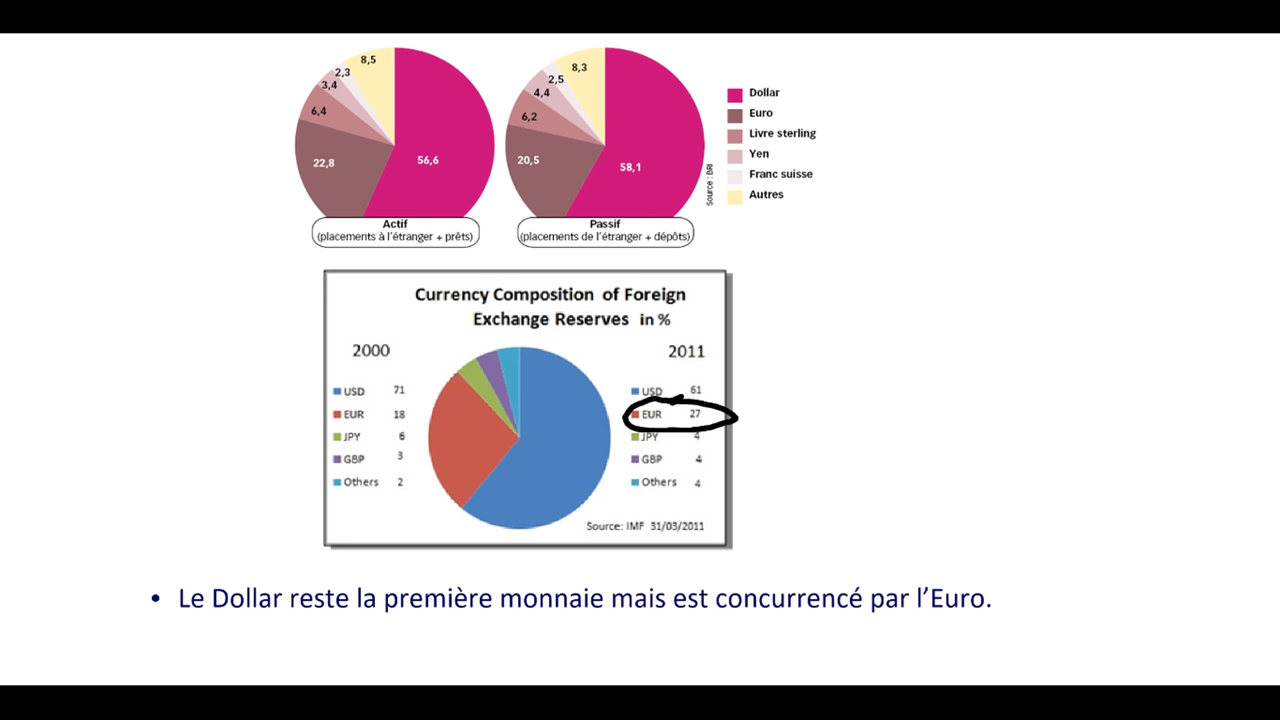 8,5
2,3
3,4
6,4
22,8
56,6
Actif
(placements à l'étranger + prêts)
8,3
2,5
4,4
6,2
20,5
58,1
Passif
(placements de l'étranger + dépôts)
Source : BRI
Dollar
Euro
Livre sterling
Yen
Franc suisse
Autres
Currency Composition of Foreign
Exchange Reserves in %
2000
USD 71
EUR 18
JPY 6
GBP 3
Others 2
2011
USD 61
EUR 27
JPY 4
GBP 4
Others 4
Source: IMF 31/03/2011
• Le Dollar reste la première monnaie mais est concurrencé par l'Euro.